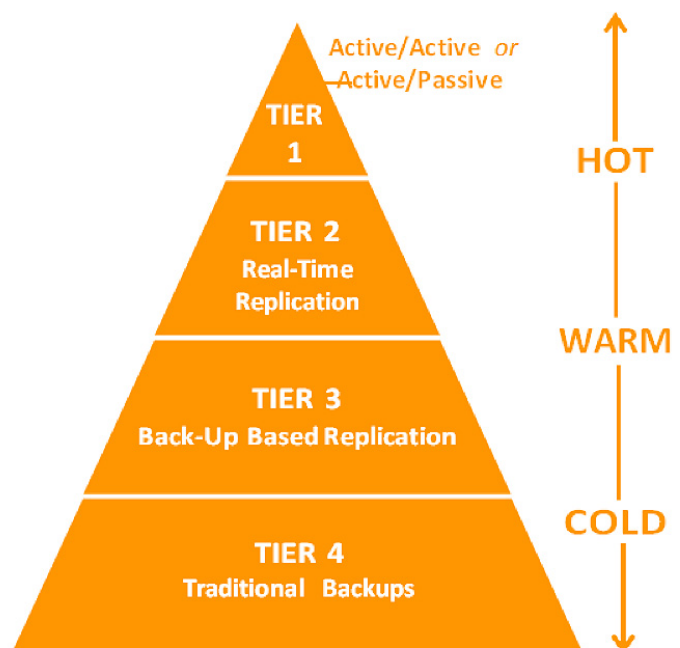 Active/Active or
Active/Passive
TIER
1
HOT
TIER 2
Real-Time
Replication
WARM
TIER 3
Back-Up Based Replication
COLD
TIER 4
Traditional Backups